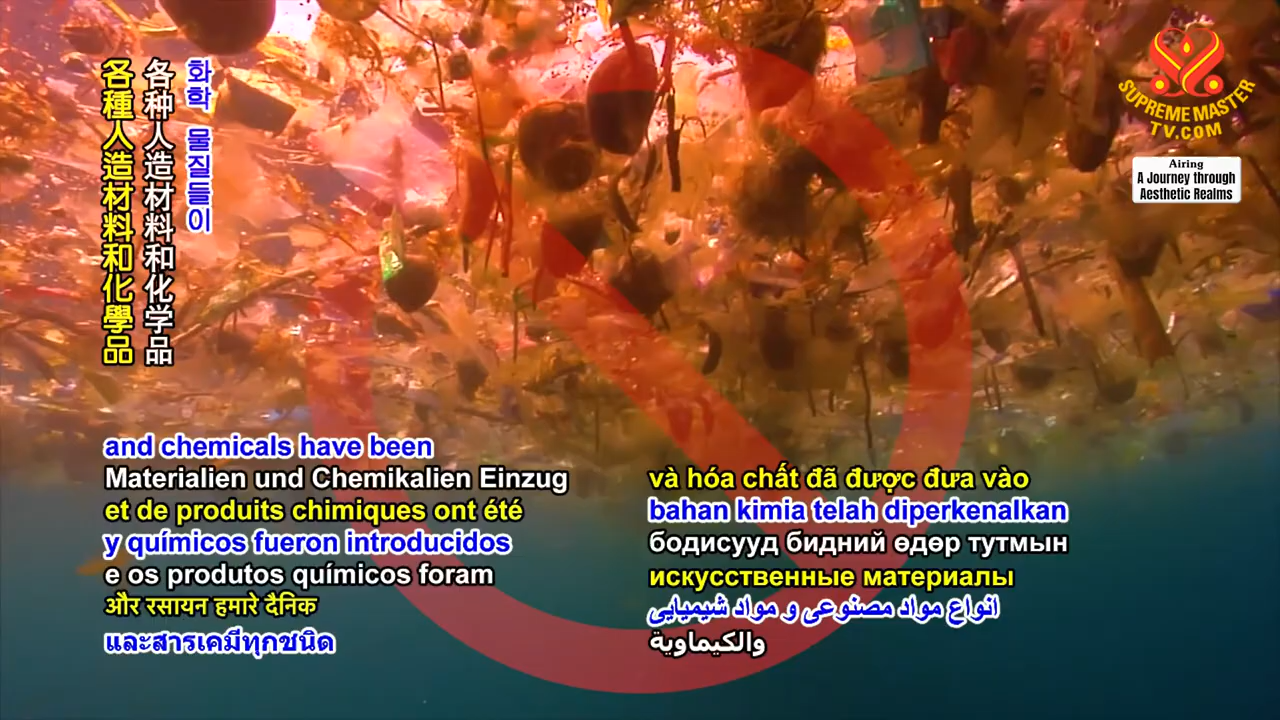 各種人造材料和化學品
各种人造材料和化学品
화학 물질들이
SUPREME MASTER
TV.COM
Airing
A Journey through
Aesthetic Realms
and chemicals have been
Materialien und Chemikalien Einzug
et de produits chimiques ont été
y químicos fueron introducidos
e os produtos químicos foram
और रसायन हमारे दैनिक
และสารเคมีทุกชนิด
và hóa chất đã được đưa vào
bahan kimia telah diperkenalkan
бодисууд бидний өдөр тутмын
искусственные материалы
انواع مواد مصنوعی و مواد شیمیایی
والكيماوية